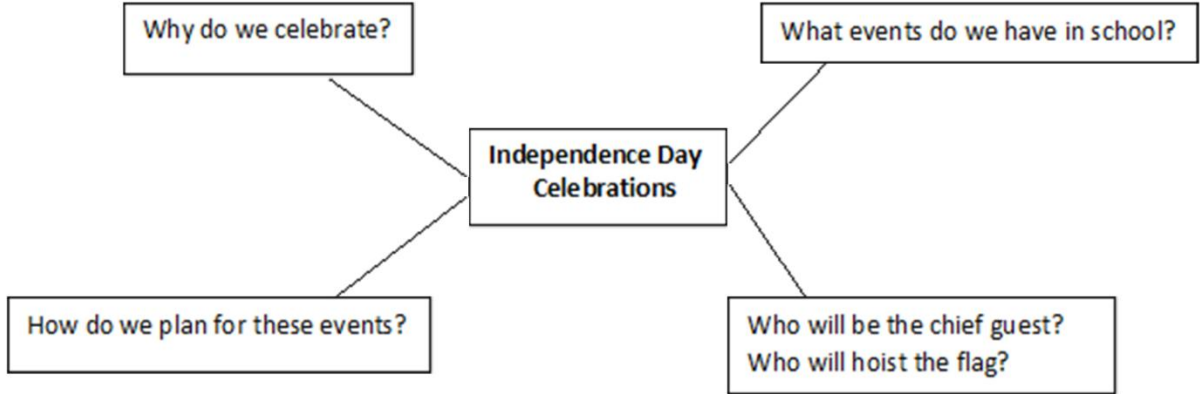 Why do we celebrate?
What events do we have in school?
Independence Day
Celebrations
How do we plan for these events?
Who will be the chief guest?
Who will hoist the flag?